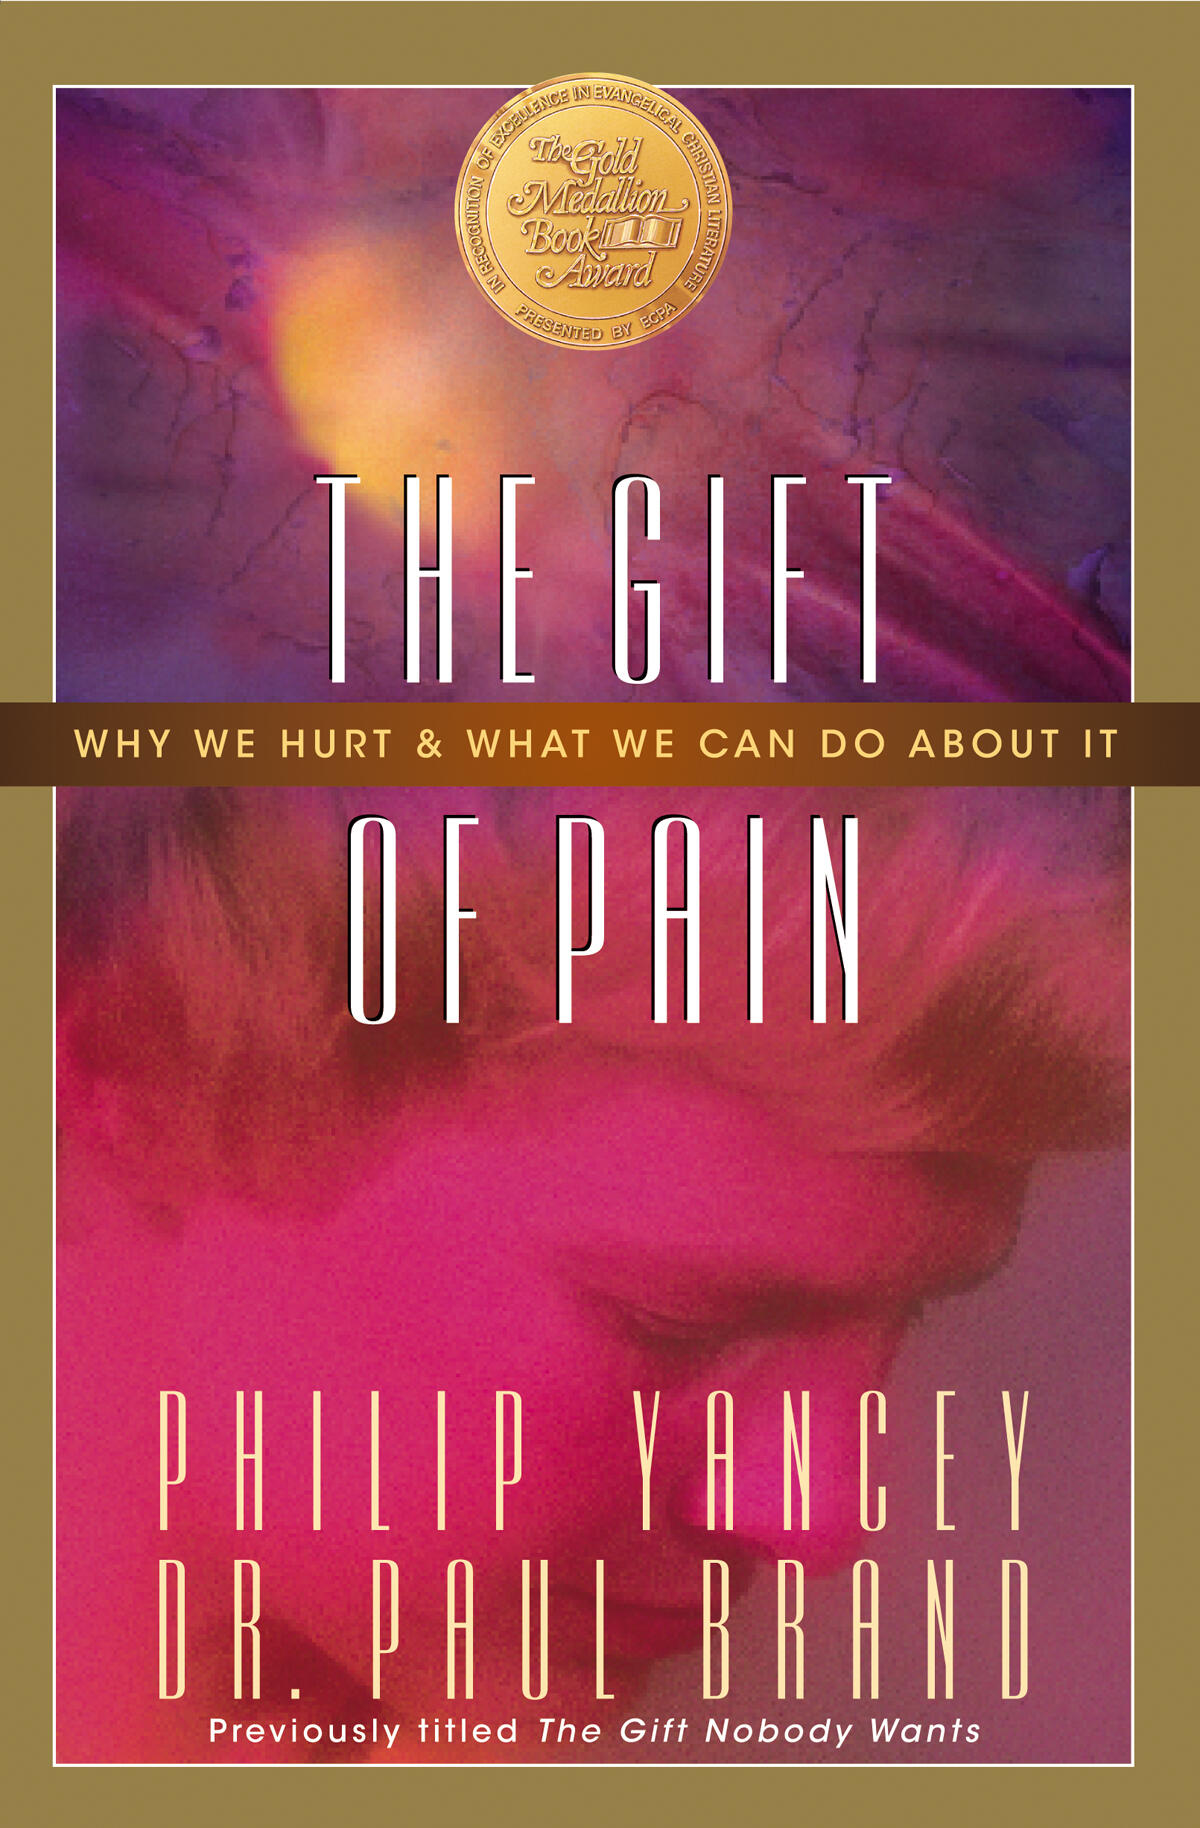 IN RECOGNITION OF EXCELLENCE IN EVANGELICAL CHRISTIAN LITERATURE
The Gold
Medallion
Book
Award
PRESENTED BY ECPA
THE GIFT
WHY WE HURT & WHAT WE CAN DO ABOUT IT
OF PAIN
PHILIP YANCEY
DR. PAUL BRAND
Previously titled The Gift Nobody Wants